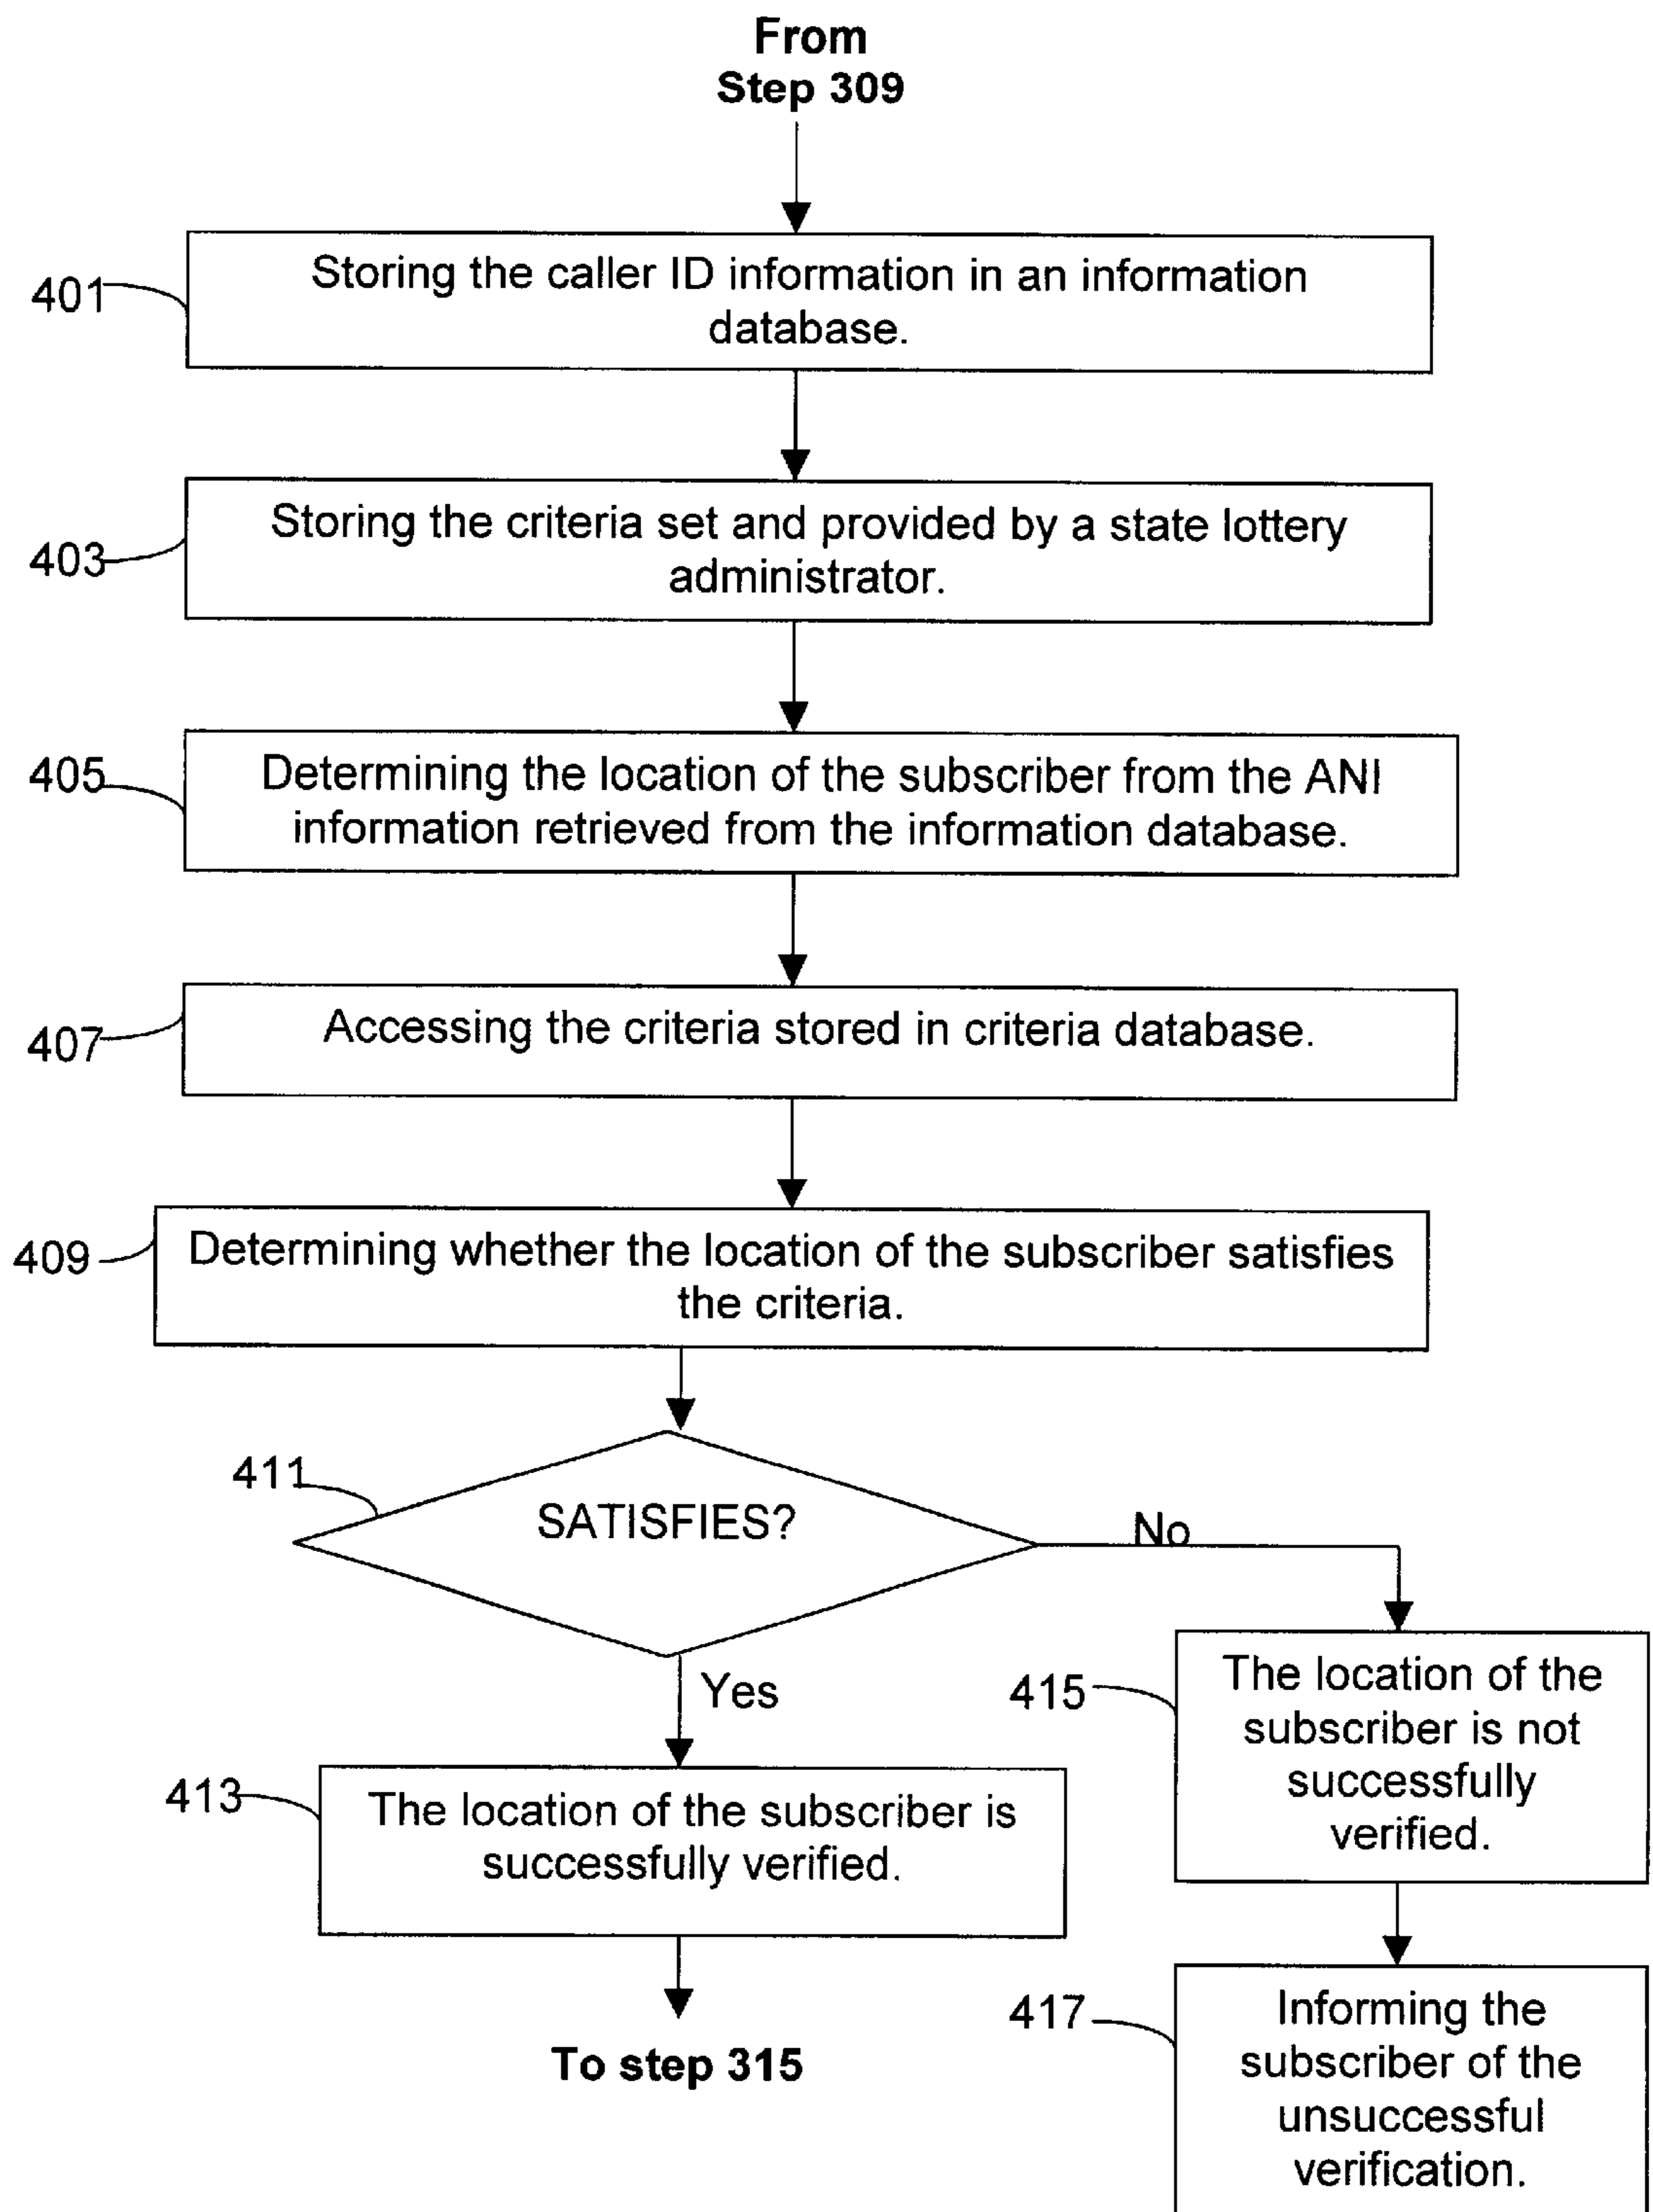 From
Step 309
401
Storing the caller ID information in an information
database.
403
Storing the criteria set and provided by a state lottery
administrator.
405
Determining the location of the subscriber from the ANI
information retrieved from the information database.
407
Accessing the criteria stored in criteria database.
409
Determining whether the location of the subscriber satisfies
the criteria.
411
SATISFIES?
No
Yes
413
The location of the subscriber is
successfully verified.
To step 315
415
The location of the
subscriber is not
successfully
verified.
417
Informing the
subscriber of the
unsuccessful
verification.